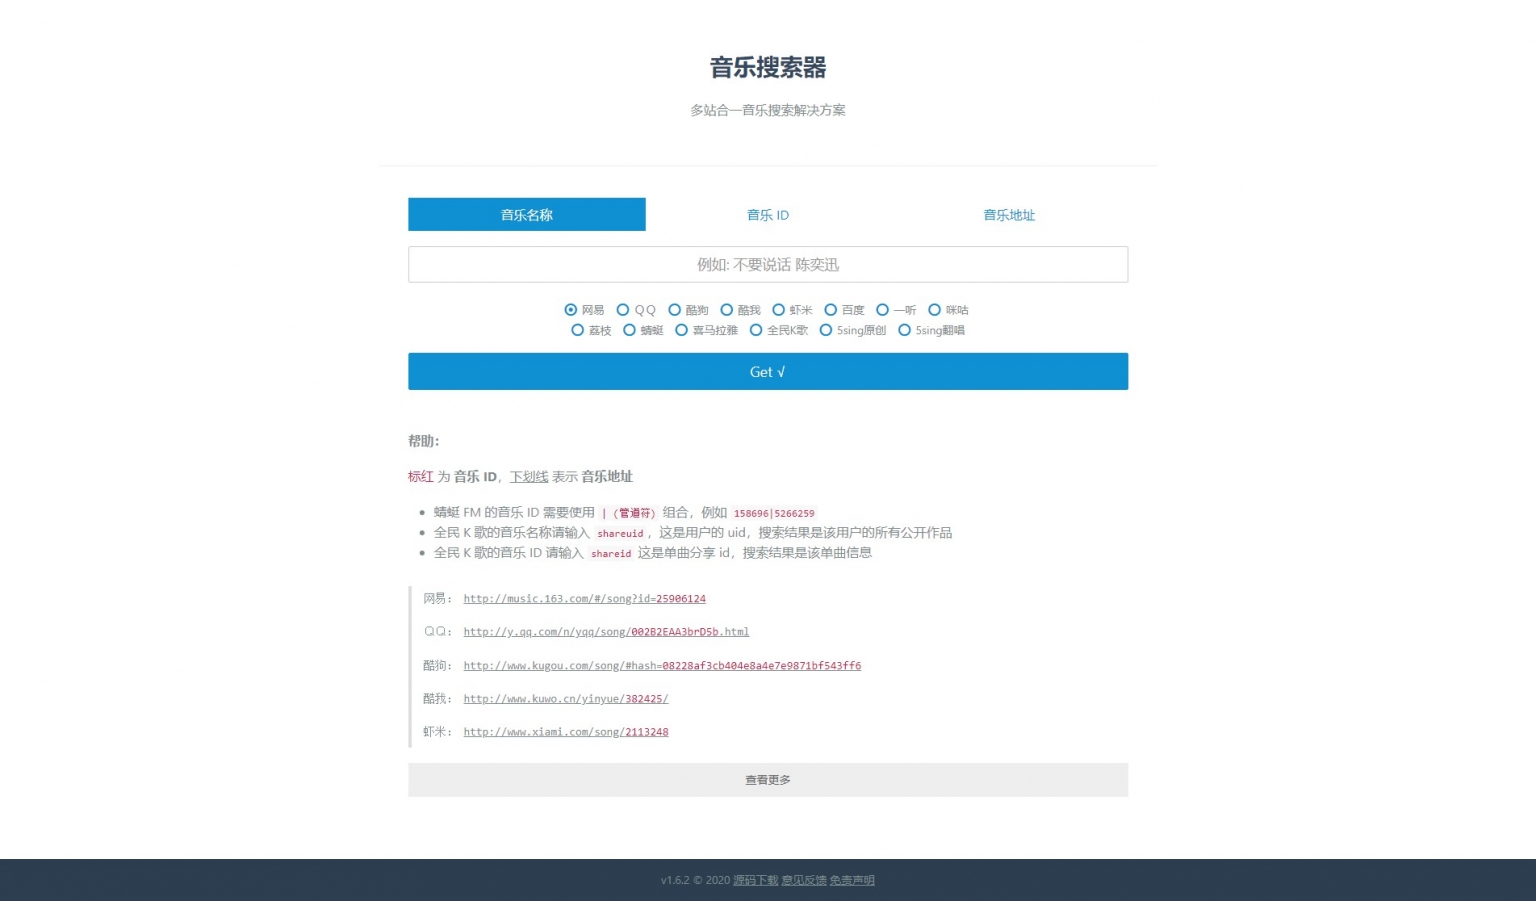 音乐搜索器
多站合一音乐搜索解决方案
音乐名称 音乐 ID 音乐地址
例如: 不要说话 陈奕迅
网易 QQ 酷狗 酷我 虾米 百度 一听 咪咕
荔枝 蜻蜓 喜马拉雅 全民K歌 5sing原创 5sing翻唱
Get √
帮助：
标红 为 音乐 ID，下划线 表示 音乐地址
蜻蜓 FM 的音乐 ID 需要使用 | (管道符) 组合，例如 158696|5266259
全民 K 歌的音乐名称请输入 shareuid ，这是用户的 uid，搜索结果是该用户的所有公开作品
全民 K 歌的音乐 ID 请输入 shareid 这是单曲分享 id，搜索结果是该单曲信息
网易： http://music.163.com/#/song?id=25906124
QQ： http://y.qq.com/n/yqq/song/002B2EAA3brD5b.html
酷狗： http://www.kugou.com/song/#hash=08228af3cb404e8a4e7e9871bf543ff6
酷我： http://www.kuwo.cn/yinyue/382425/
虾米： http://www.xiami.com/song/2113248
查看更多
v1.6.2 © 2020 源码下载 意见反馈 免责声明